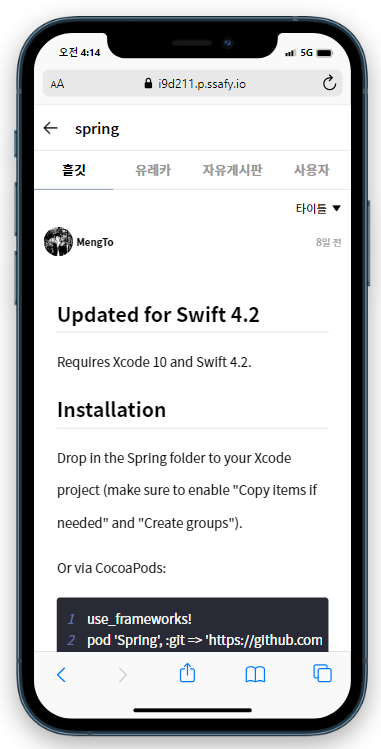 오전 4:14
5G
AA
i9d211.p.ssafy.io
spring
흘깃 유레카 자유게시판 사용자
타이틀 ▼
MengTo 8일 전
Updated for Swift 4.2
Requires Xcode 10 and Swift 4.2.
Installation
Drop in the Spring folder to your Xcode
project (make sure to enable "Copy items if
needed" and "Create groups").
Or via CocoaPods:
1 use_frameworks!
2 pod 'Spring', :git => 'https://github.com